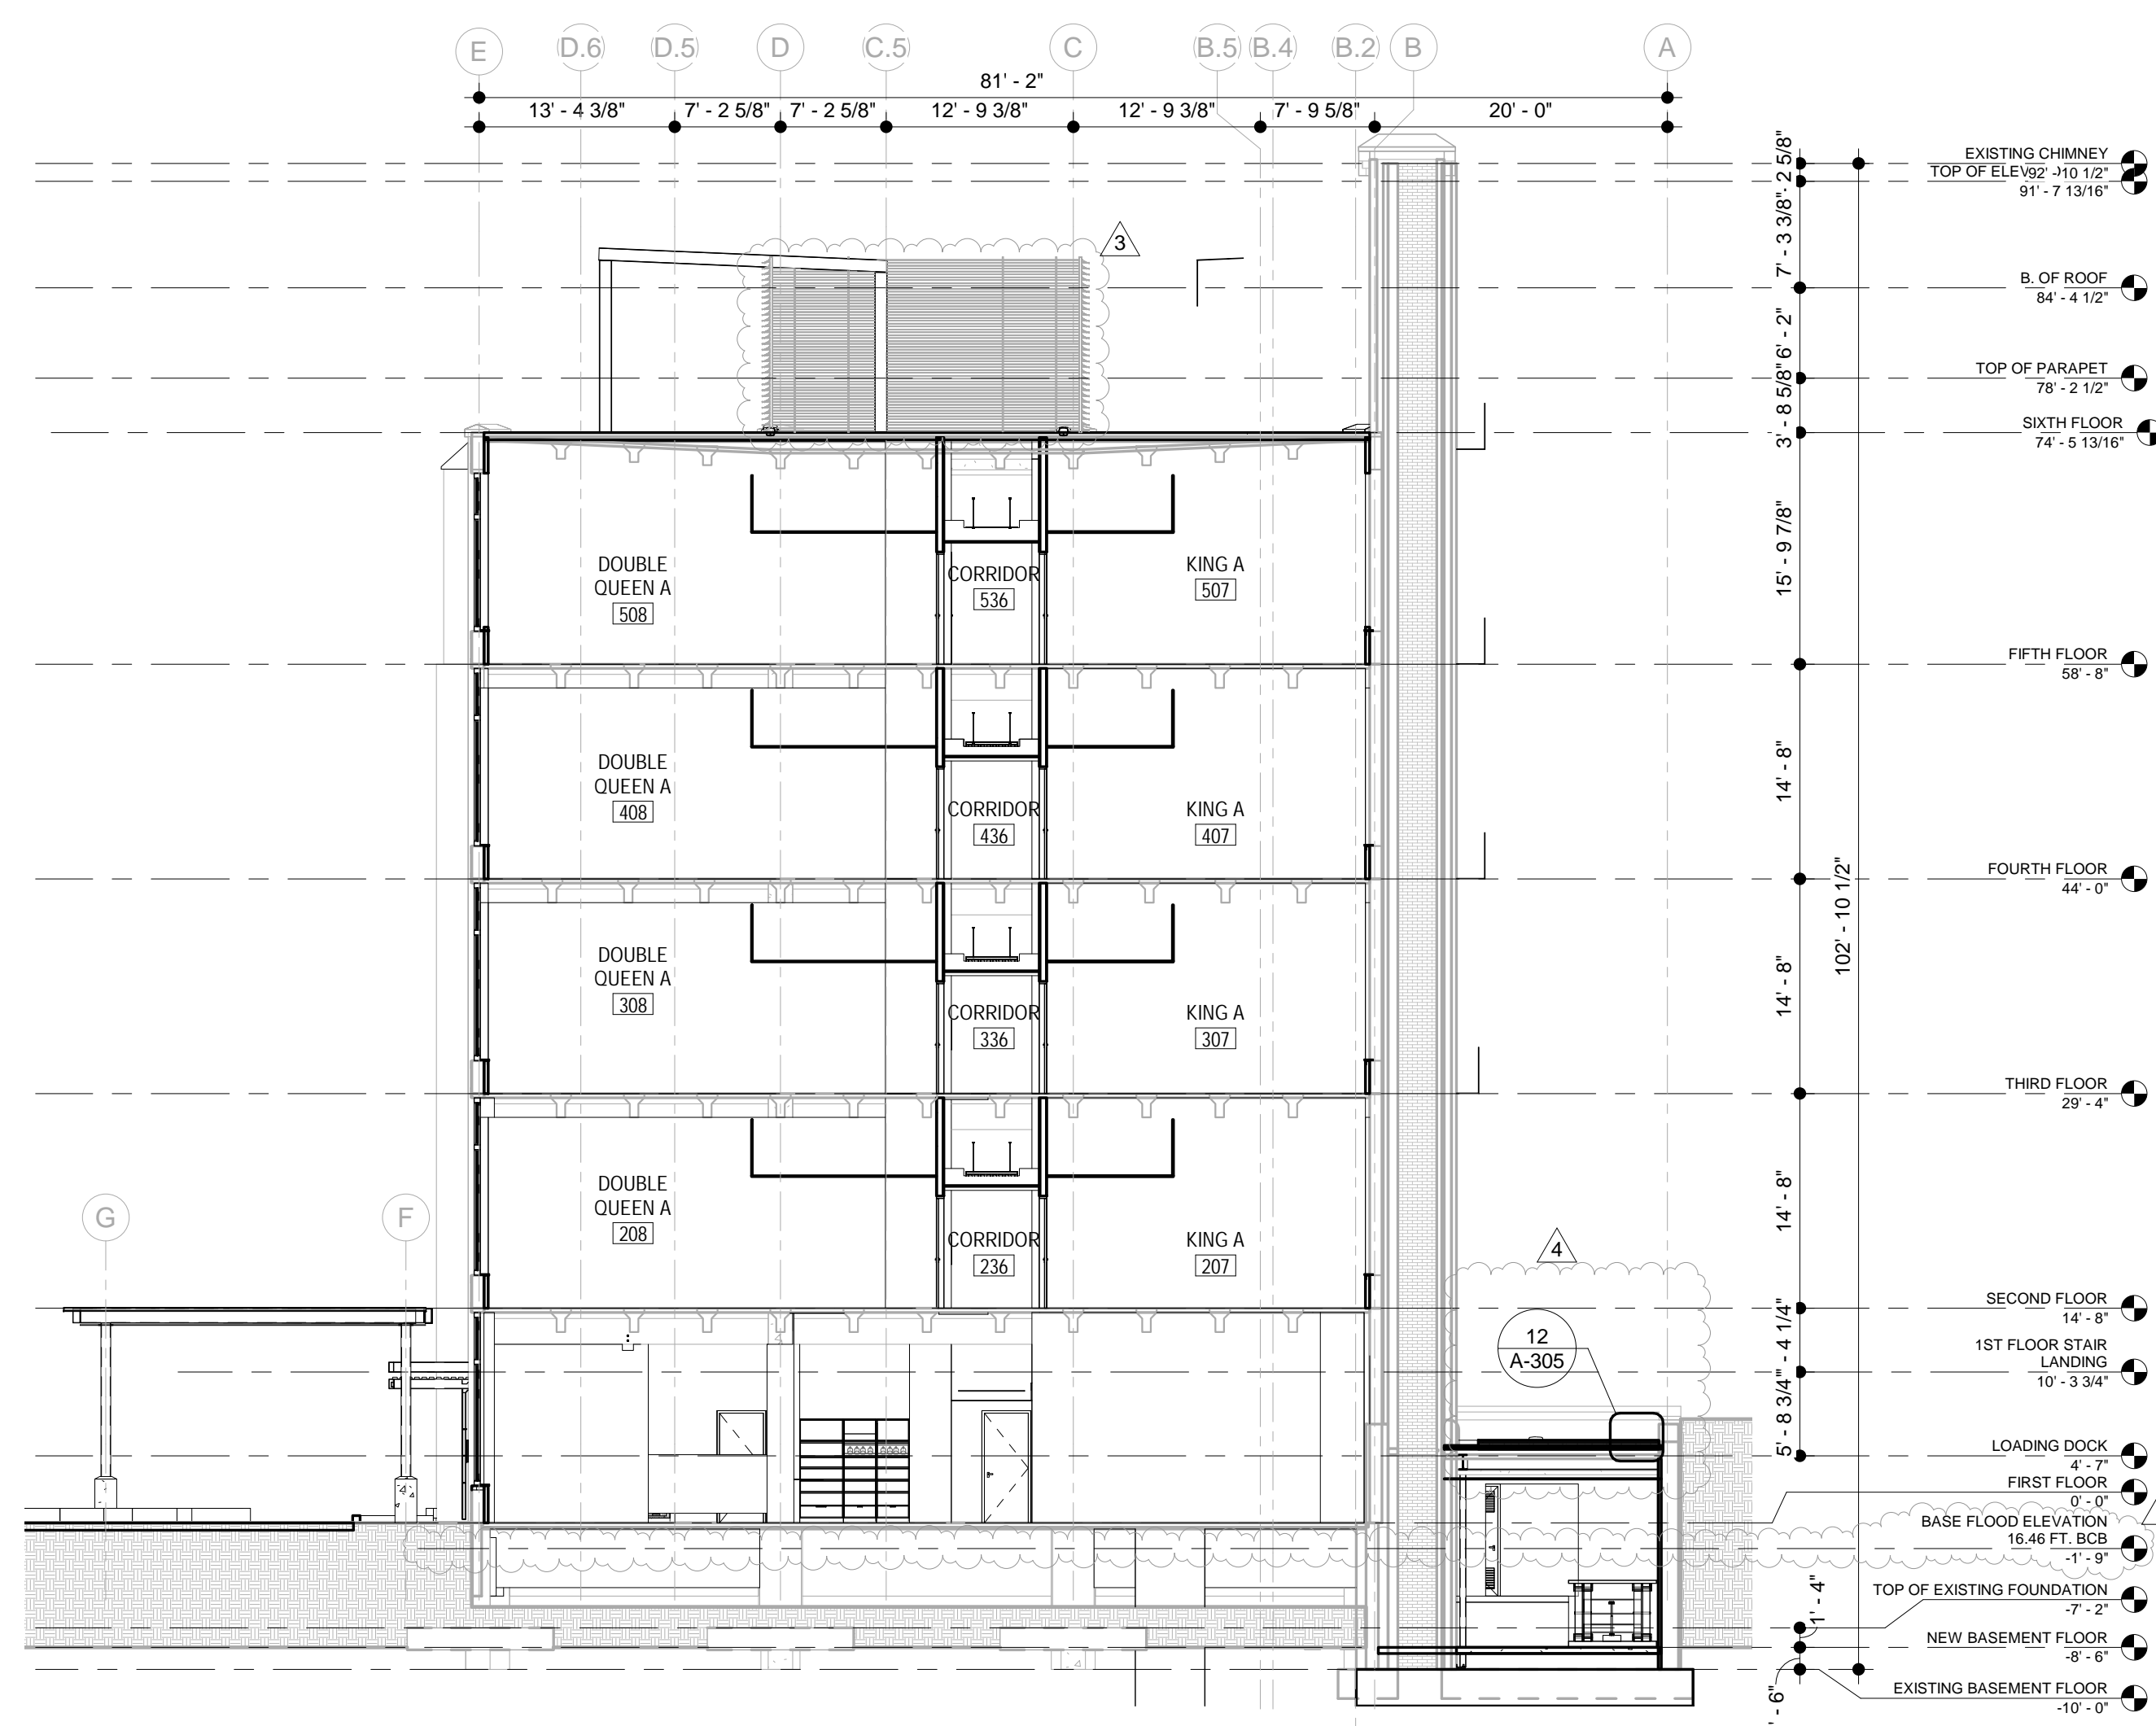 E
D.6
D.5
D
C.5
C
B.5
B.4
B.2
B
A
81' - 2"
13' - 4 3/8"
7' - 2 5/8"
7' - 2 5/8"
12' - 9 3/8"
12' - 9 3/8"
7' - 9 5/8"
20' - 0"
3
EXISTING CHIMNEY
92' - 10 1/2"
TOP OF ELEV
91' - 7 13/16"
B. OF ROOF
84' - 4 1/2"
TOP OF PARAPET
78' - 2 1/2"
SIXTH FLOOR
74' - 5 13/16"
FIFTH FLOOR
58' - 8"
FOURTH FLOOR
44' - 0"
THIRD FLOOR
29' - 4"
SECOND FLOOR
14' - 8"
1ST FLOOR STAIR
LANDING
10' - 3 3/4"
LOADING DOCK
4' - 7"
FIRST FLOOR
0' - 0"
BASE FLOOD ELEVATION
16.46 FT. BCB
-1' - 9"
TOP OF EXISTING FOUNDATION
-7' - 2"
NEW BASEMENT FLOOR
-8' - 6"
EXISTING BASEMENT FLOOR
-10' - 0"
2 5/8"
7' - 3 3/8"
6' - 2"
3' - 8 5/8"
15' - 9 7/8"
14' - 8"
14' - 8"
14' - 8"
4 1/4"
5' - 8 3/4"
1' - 4"
' - 6"
102' - 10 1/2"
DOUBLE
QUEEN A
508
CORRIDOR
536
KING A
507
DOUBLE
QUEEN A
408
CORRIDOR
436
KING A
407
DOUBLE
QUEEN A
308
CORRIDOR
336
KING A
307
DOUBLE
QUEEN A
208
CORRIDOR
236
KING A
207
G
F
4
12
A-305